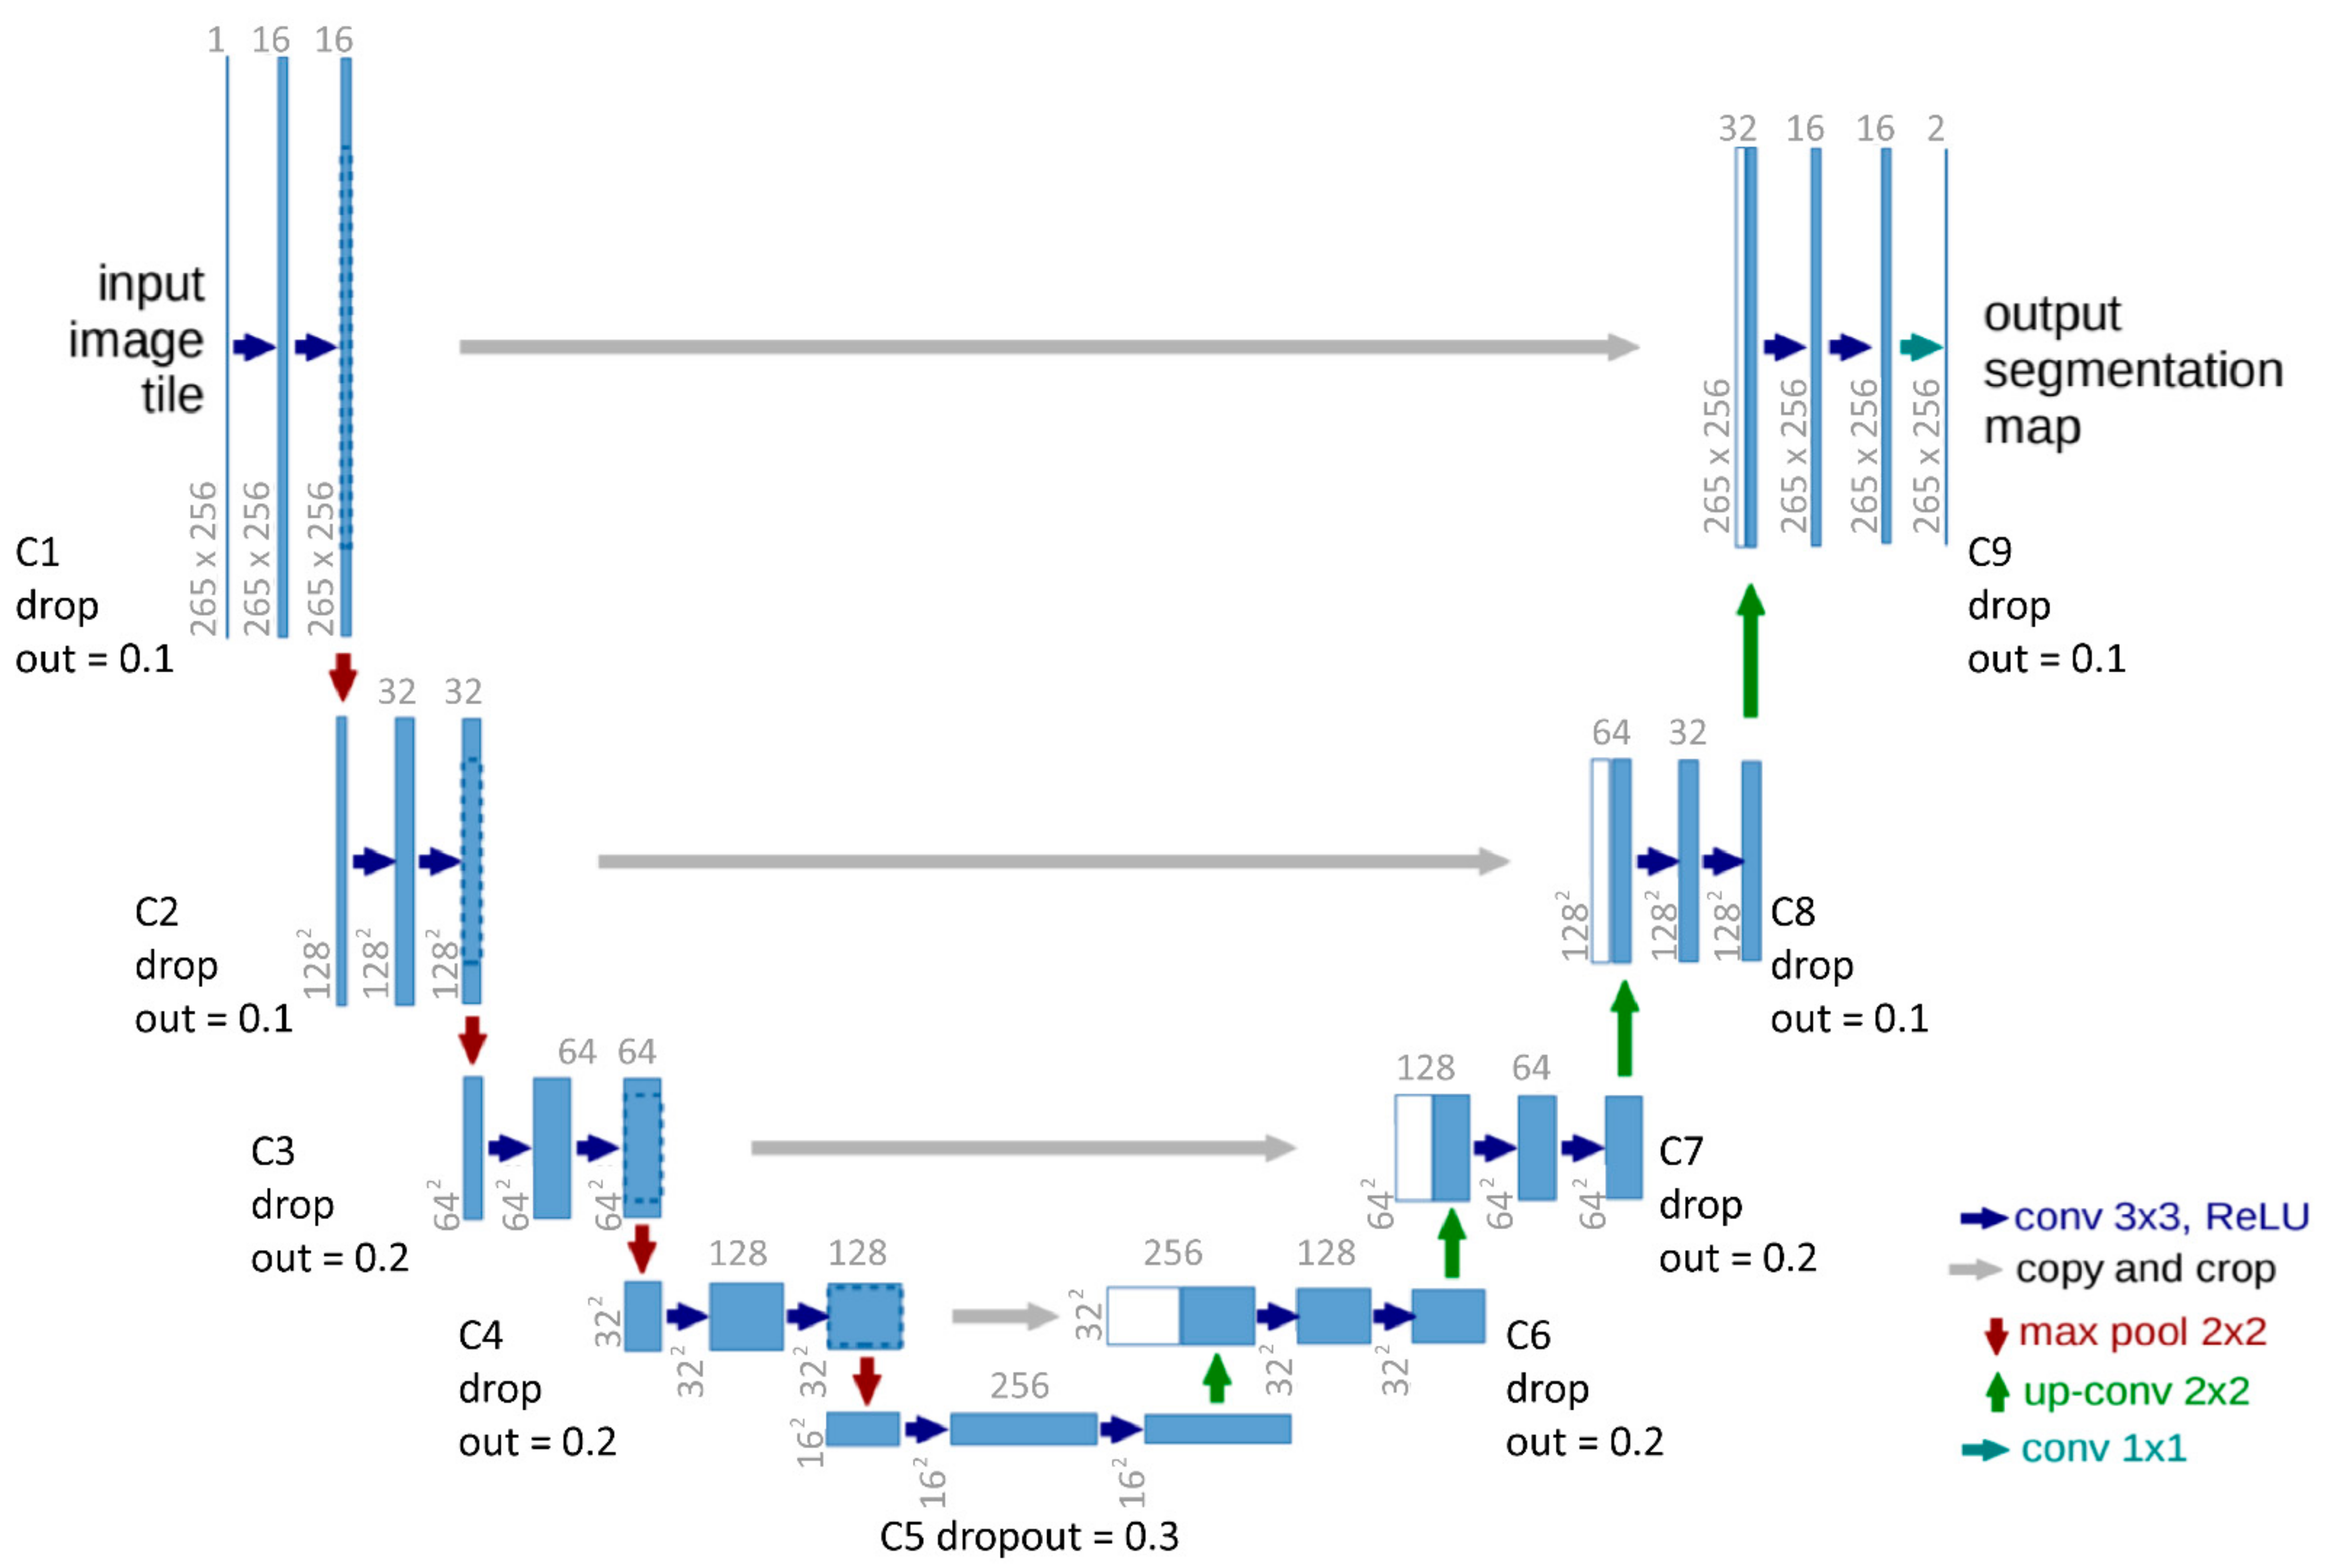 1 16 16
input
image
tile
265 x 256 265 x 256 265 x 256
C1
drop
out = 0.1
32 16 16 2
output
segmentation
map
265 x 256 265 x 256 265 x 256 265 x 256
C9
drop
out = 0.1
32 32
128² 128² 128²
C2
drop
out = 0.1
64 32
128² 128² 128²
C8
drop
out = 0.1
64 64
64² 64² 64²
C3
drop
out = 0.2
128 64
64² 64² 64²
C7
drop
out = 0.2
128 128
32² 32² 32²
C4
drop
out = 0.2
256 128
32² 32² 32²
C6
drop
out = 0.2
256
16² 16² 16²
C5 dropout = 0.3
conv 3x3, ReLU
copy and crop
max pool 2x2
up-conv 2x2
conv 1x1